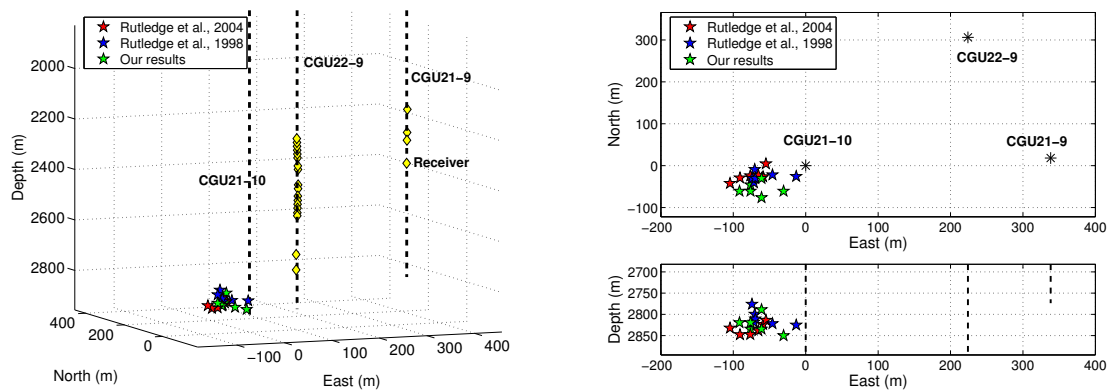 Rutledge et al., 2004
Rutledge et al., 1998
Our results
CGU22−9
CGU21−9
Receiver
CGU21−10
2000
2200
2400
2600
2800
Depth (m)
400
200
0
North (m)
−100
0
100
200
300
400
East (m)
Rutledge et al., 2004
Rutledge et al., 1998
Our results
CGU22−9
CGU21−10
CGU21−9
300
200
100
0
−100
North (m)
−200
−100
0
100
200
300
400
East (m)
2700
2750
2800
2850
Depth (m)
−200
−100
0
100
200
300
400
East (m)